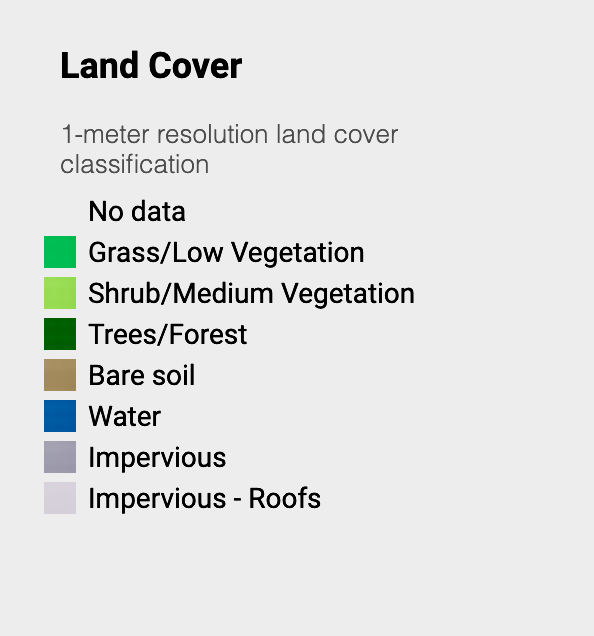 Land Cover
1-meter resolution land cover
classification
No data
Grass/Low Vegetation
Shrub/Medium Vegetation
Trees/Forest
Bare soil
Water
Impervious
Impervious - Roofs